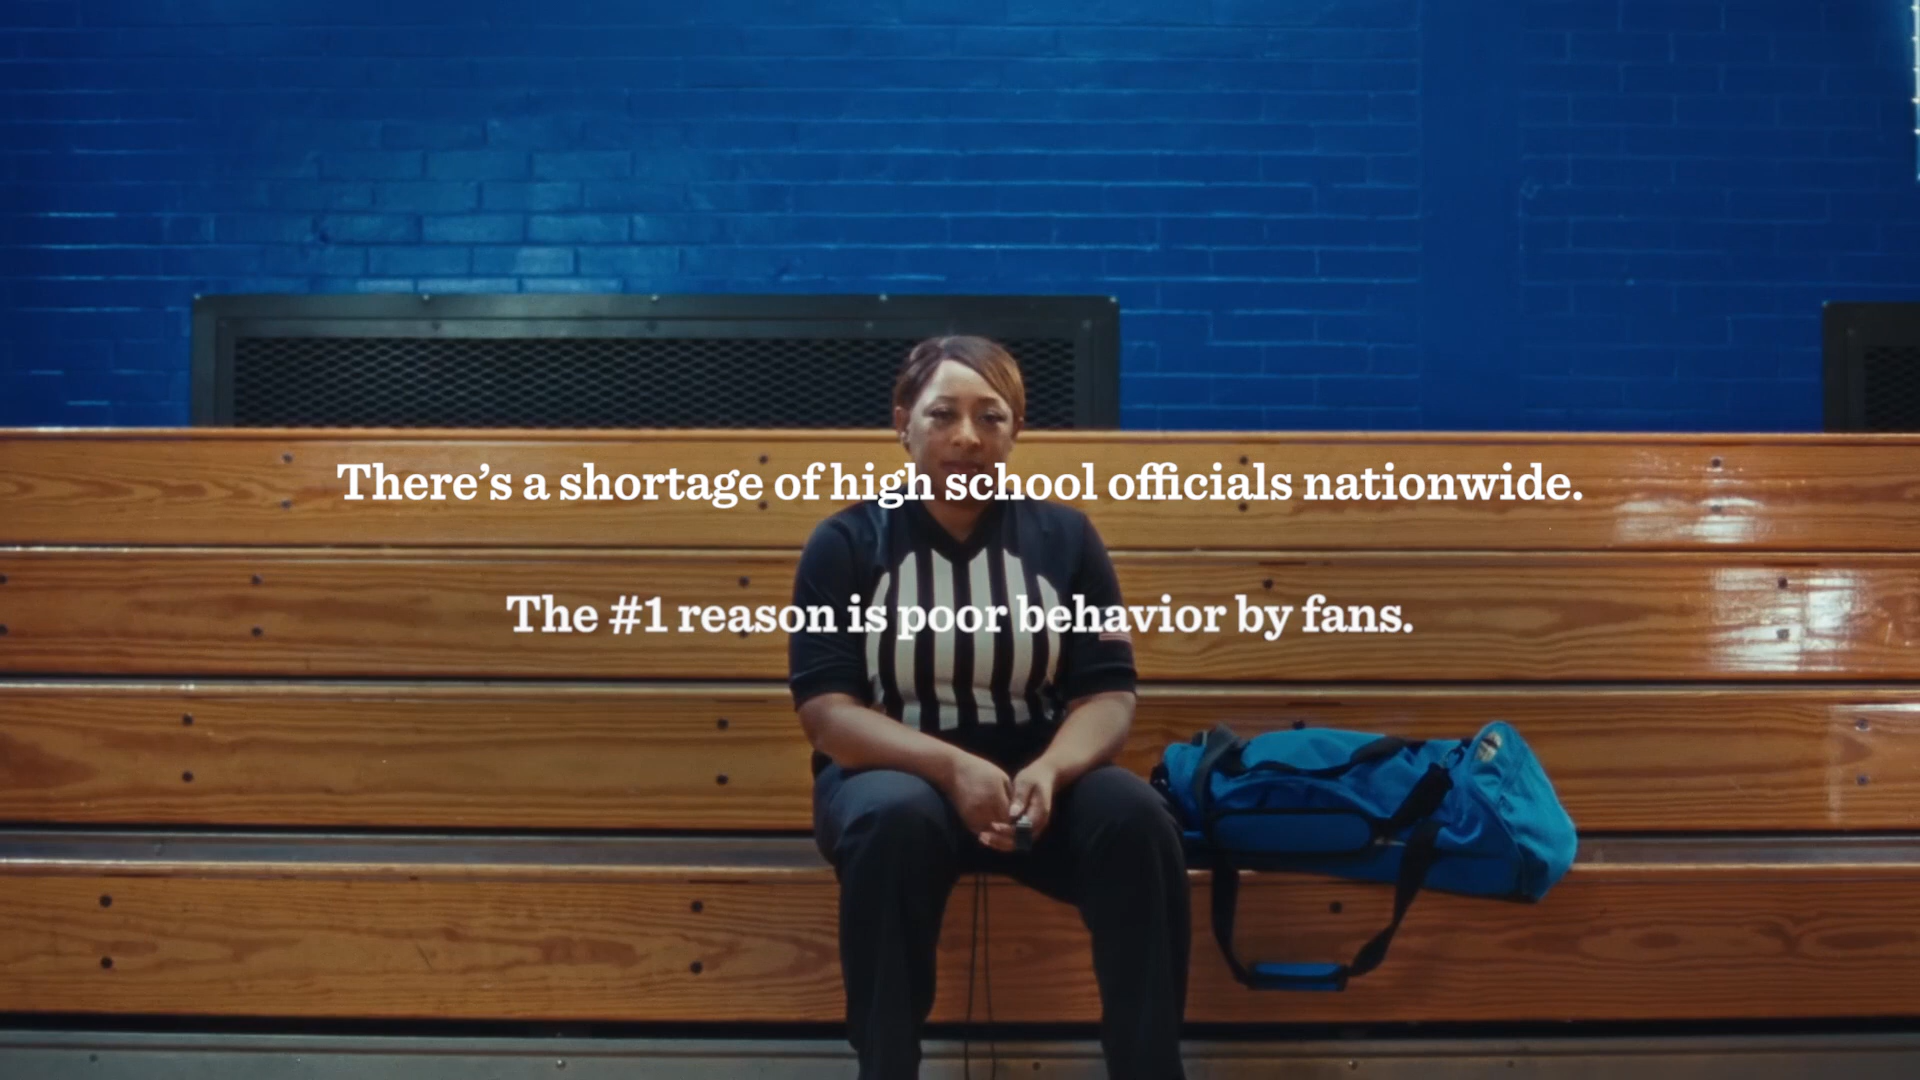 There’s a shortage of high school officials nationwide.
The #1 reason is poor behavior by fans.